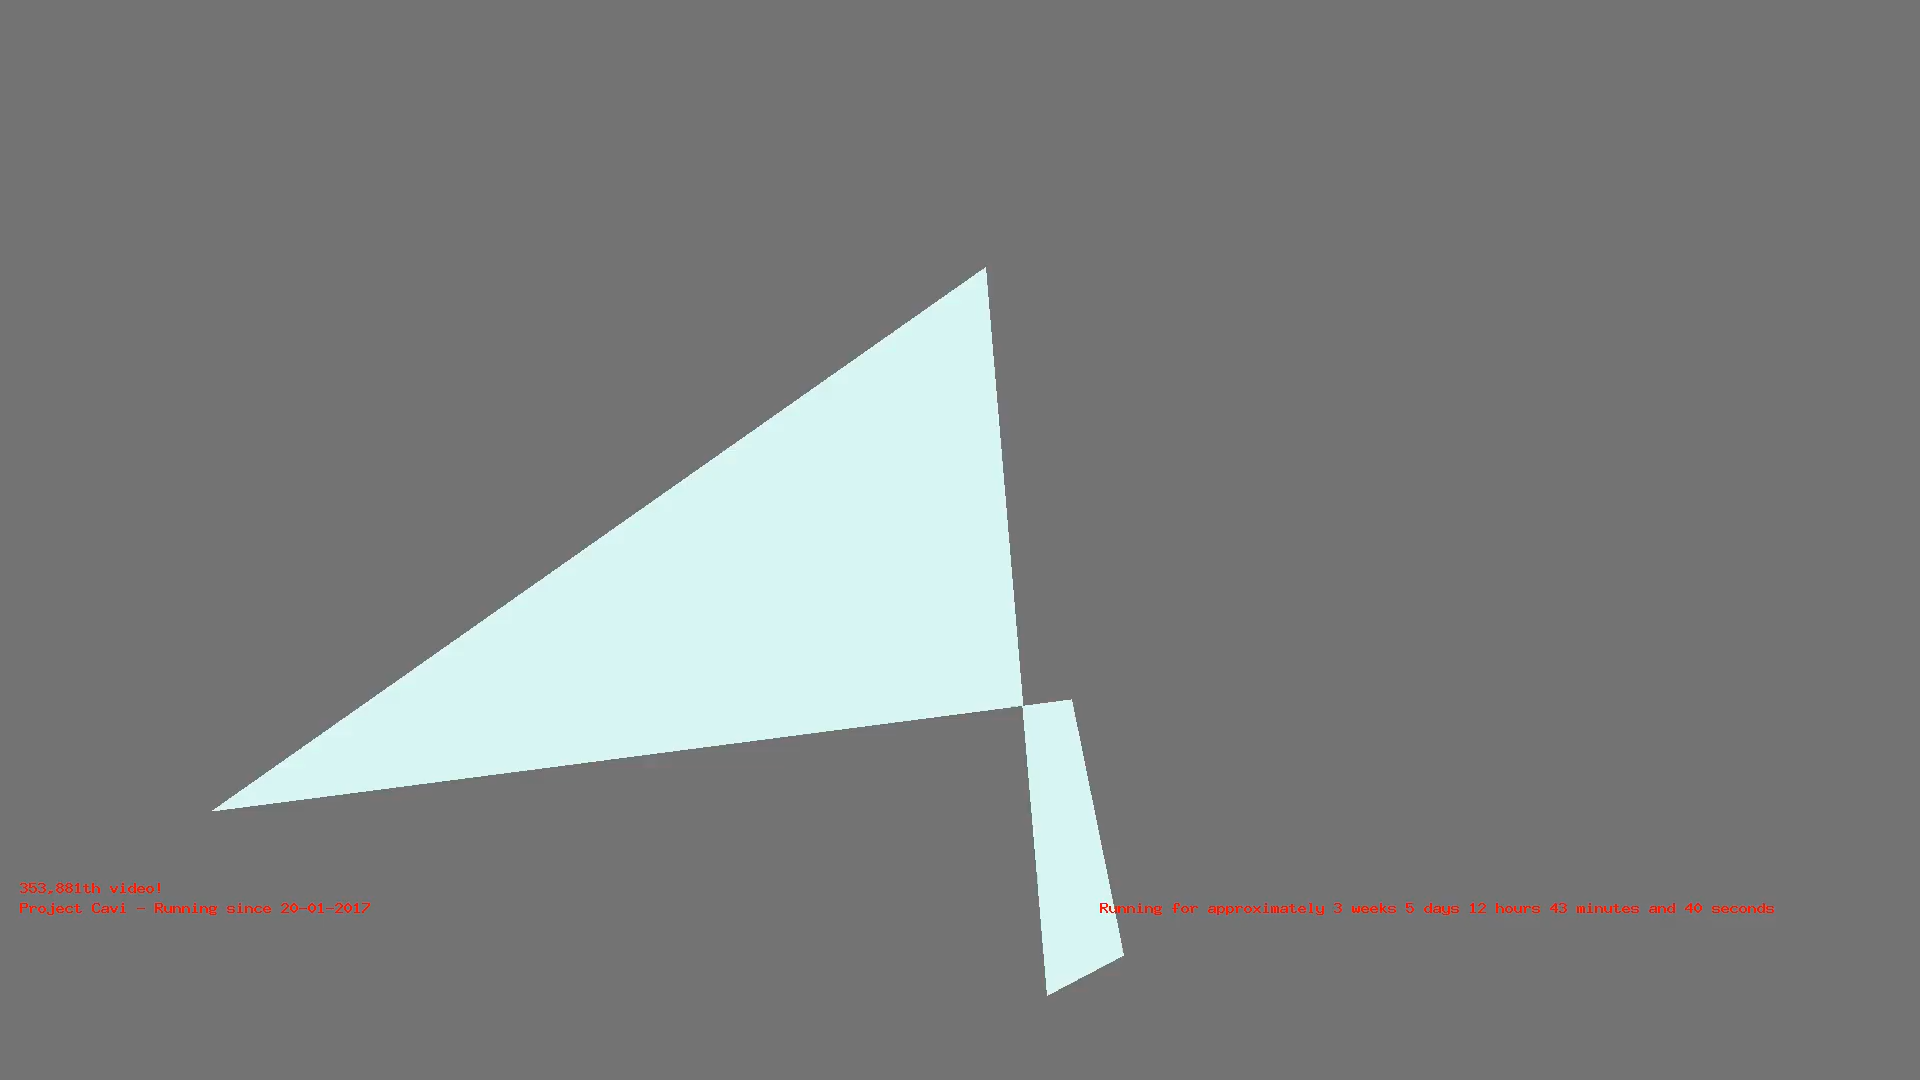 353,881th video!
Project Cavi - Running since 20-01-2017
Running for approximately 3 weeks 5 days 12 hours 43 minutes and 40 seconds